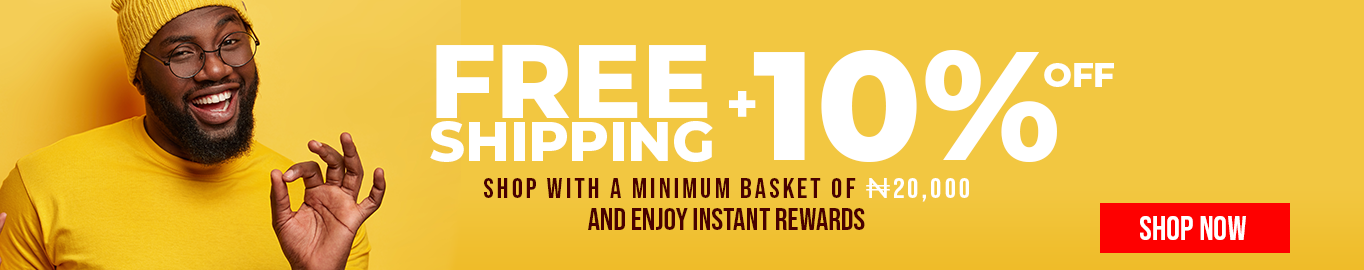 FREE
SHIPPING
+10% OFF
SHOP WITH A MINIMUM BASKET OF ₦20,000
AND ENJOY INSTANT REWARDS
SHOP NOW